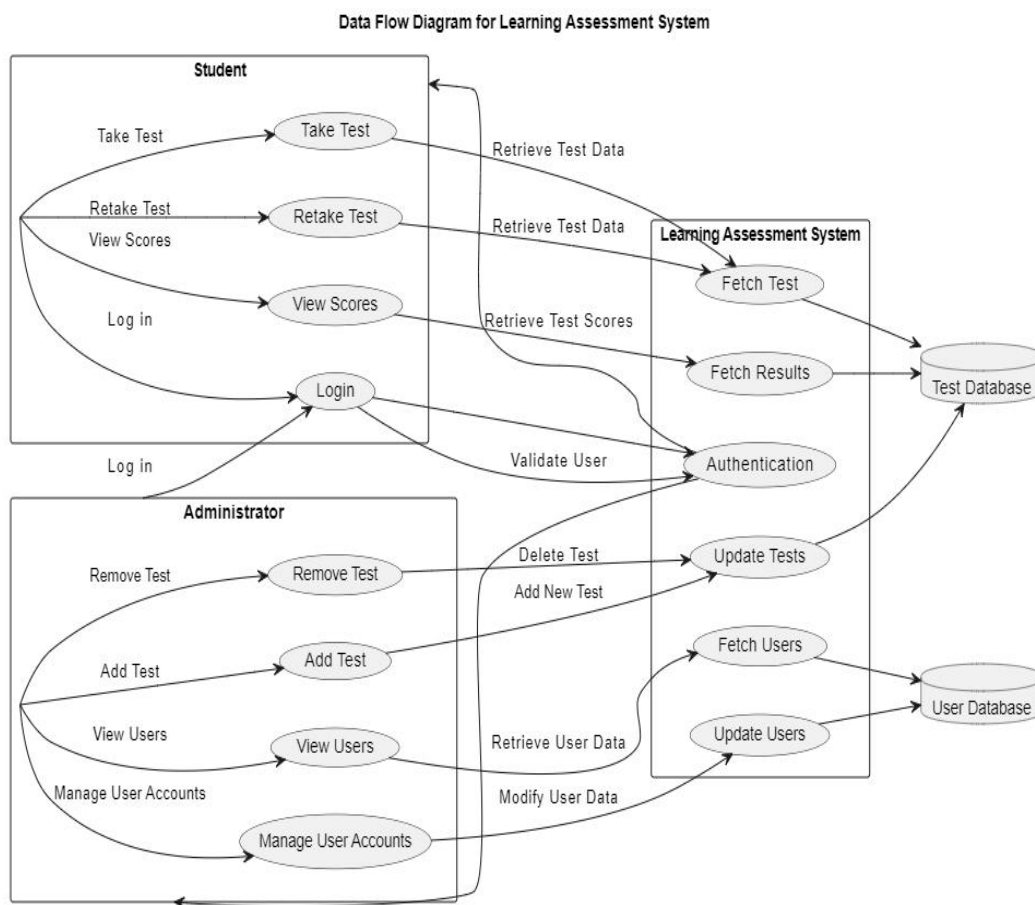 Data Flow Diagram for Learning Assessment System
Student
Take Test
Take Test
Retrieve Test Data
Retake Test
Retake Test
Retrieve Test Data
View Scores
View Scores
Retrieve Test Scores
Log in
Login
Validate User
Learning Assessment System
Fetch Test
Fetch Results
Authentication
Update Tests
Fetch Users
Update Users
Test Database
User Database
Log in
Administrator
Remove Test
Remove Test
Delete Test
Add Test
Add Test
Add New Test
View Users
View Users
Retrieve User Data
Manage User Accounts
Manage User Accounts
Modify User Data